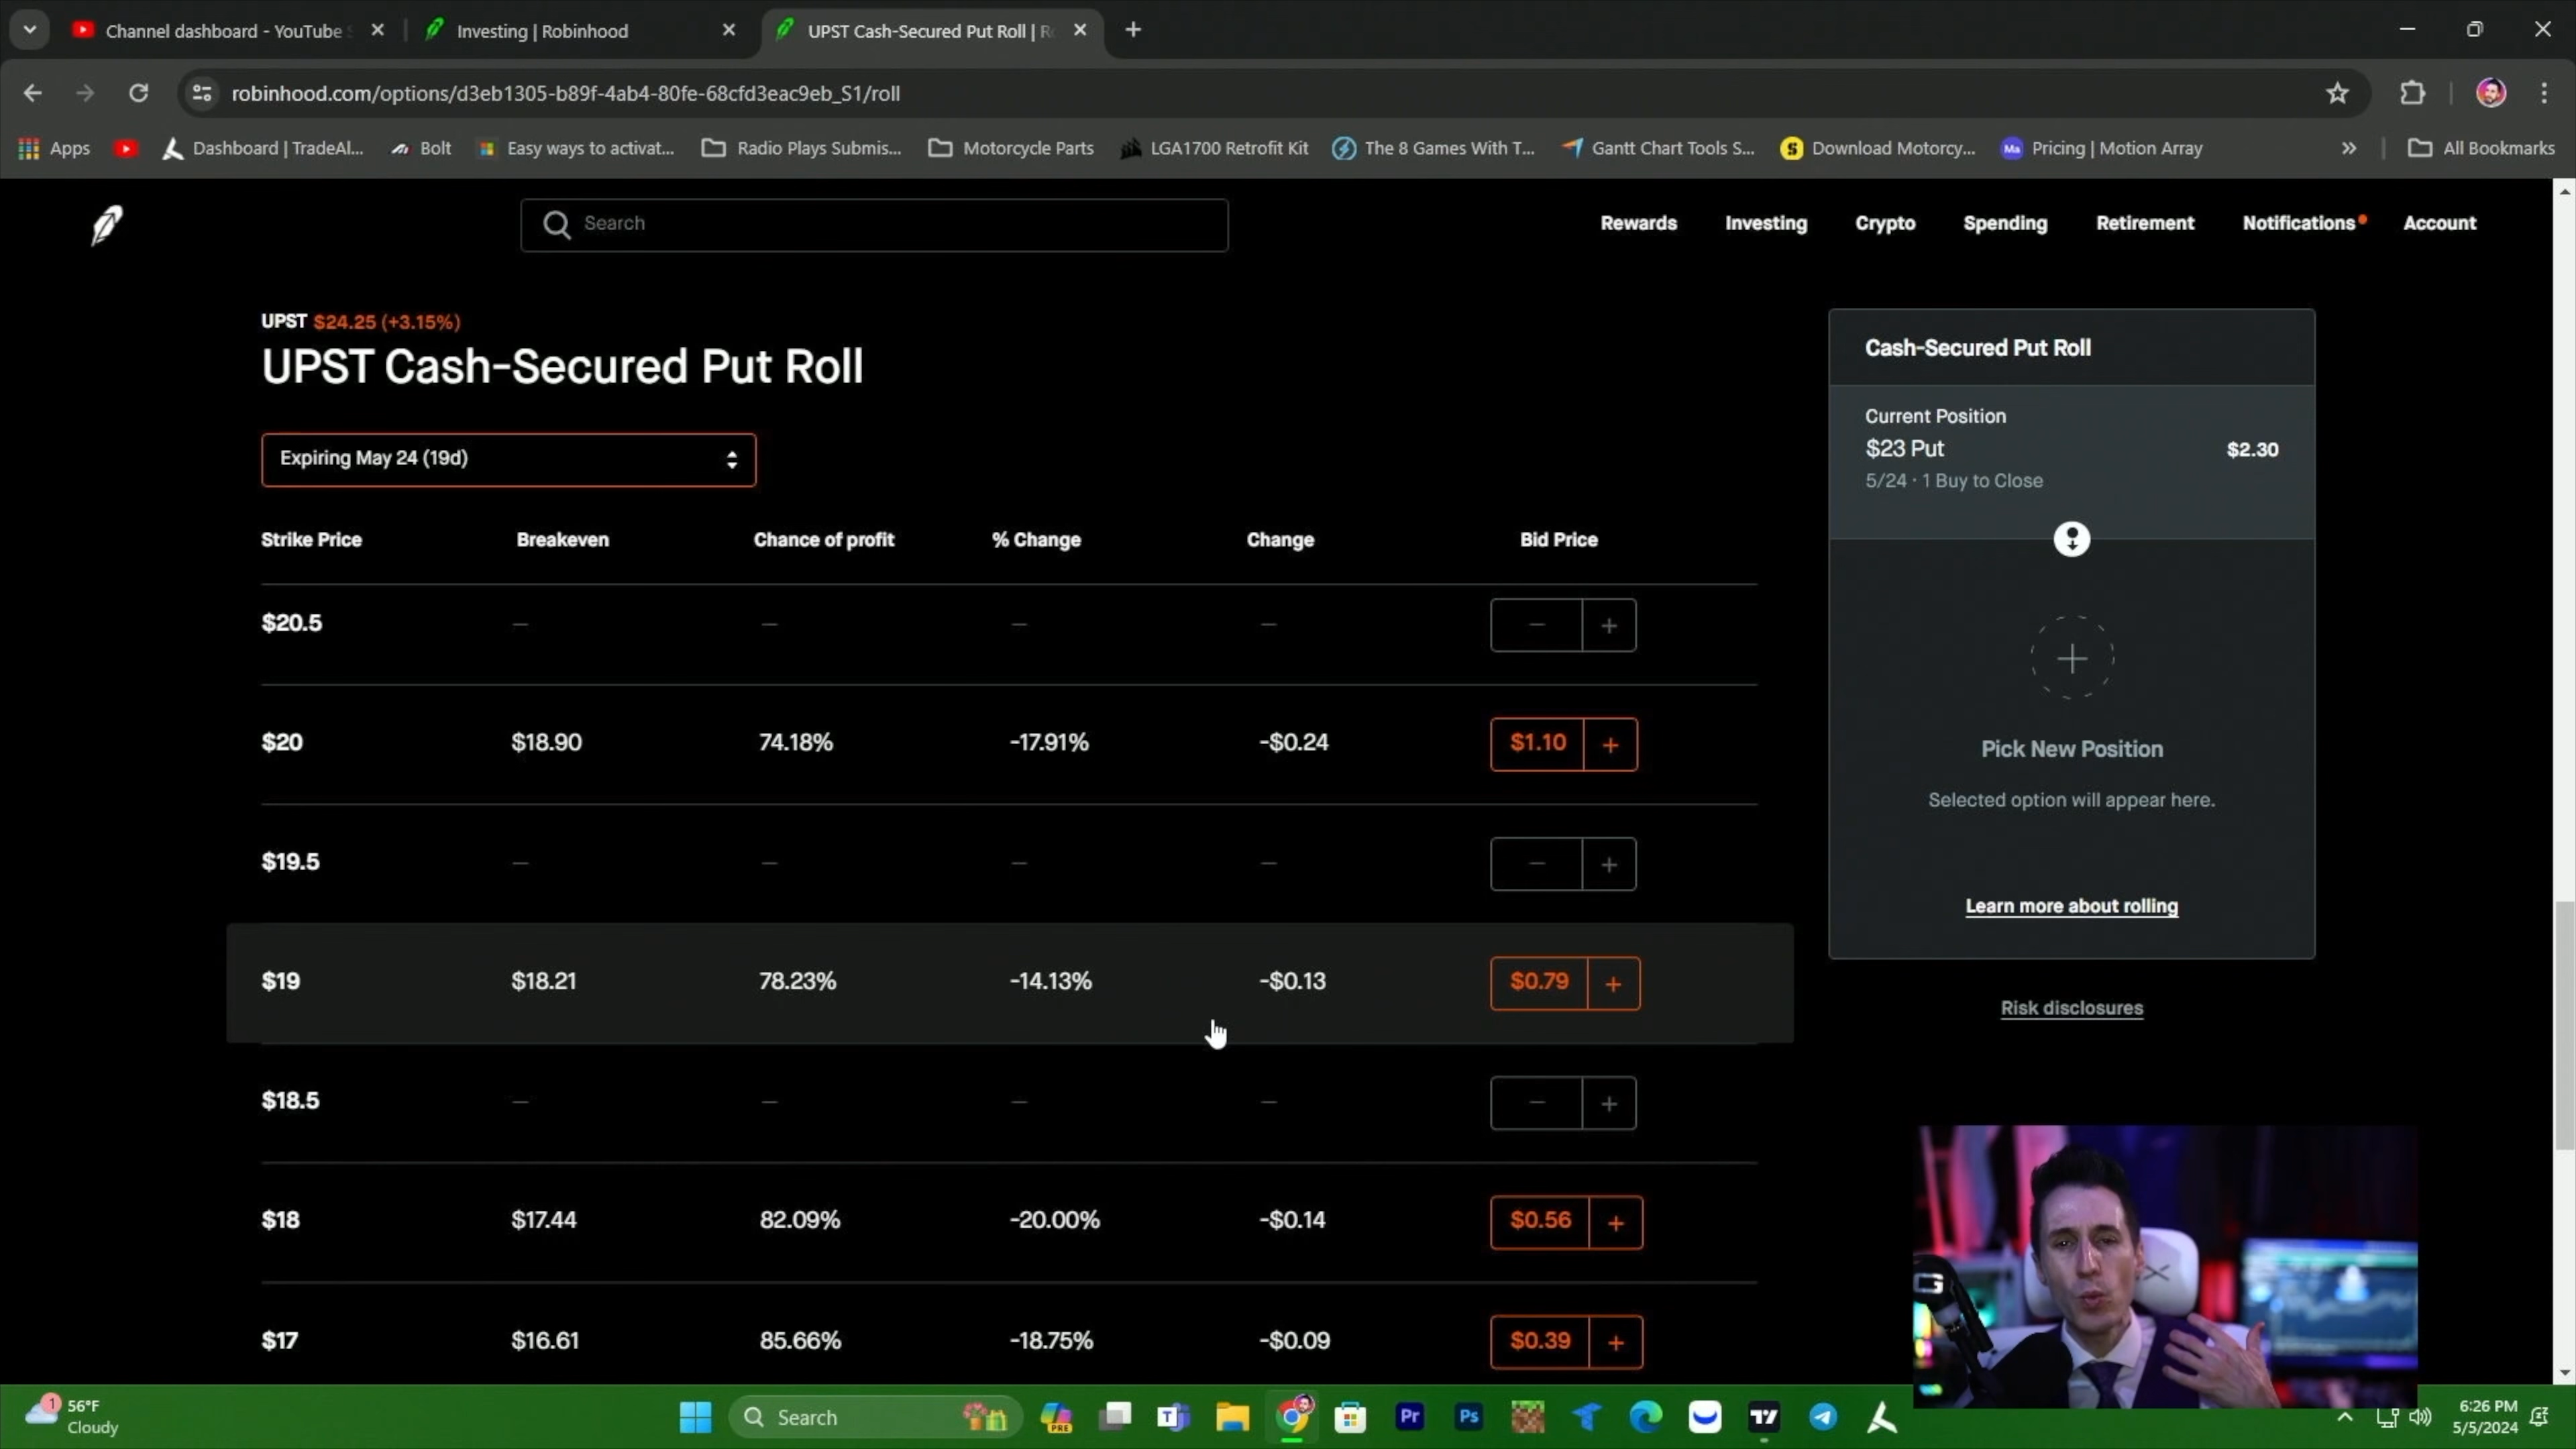 Channel dashboard - YouTube S
Investing | Robinhood
UPST Cash-Secured Put Roll | Ro
robinhood.com/options/d3eb1305-b89f-4ab4-80fe-68cfd3eac9eb_S1/roll
Apps
Dashboard | TradeAl...
Bolt
Easy ways to activat...
Radio Plays Submis...
Motorcycle Parts
LGA1700 Retrofit Kit
The 8 Games With T...
Gantt Chart Tools S...
Download Motorcy...
Pricing | Motion Array
All Bookmarks
Search
Rewards
Investing
Crypto
Spending
Retirement
Notifications
Account
UPST $24.25 (+3.15%)
UPST Cash-Secured Put Roll
Expiring May 24 (19d)
Strike Price Breakeven Chance of profit % Change Change Bid Price
$20.5 – – – – – +
$20 $18.90 74.18% -17.91% -$0.24 $1.10 +
$19.5 – – – – – +
$19 $18.21 78.23% -14.13% -$0.13 $0.79 +
$18.5 – – – – – +
$18 $17.44 82.09% -20.00% -$0.14 $0.56 +
$17 $16.61 85.66% -18.75% -$0.09 $0.39 +
Cash-Secured Put Roll
Current Position
$23 Put $2.30
5/24 · 1 Buy to Close
Pick New Position
Selected option will appear here.
Learn more about rolling
Risk disclosures
1
56°F
Cloudy
Search
PRE
Pr
Ps
6:26 PM
5/5/2024